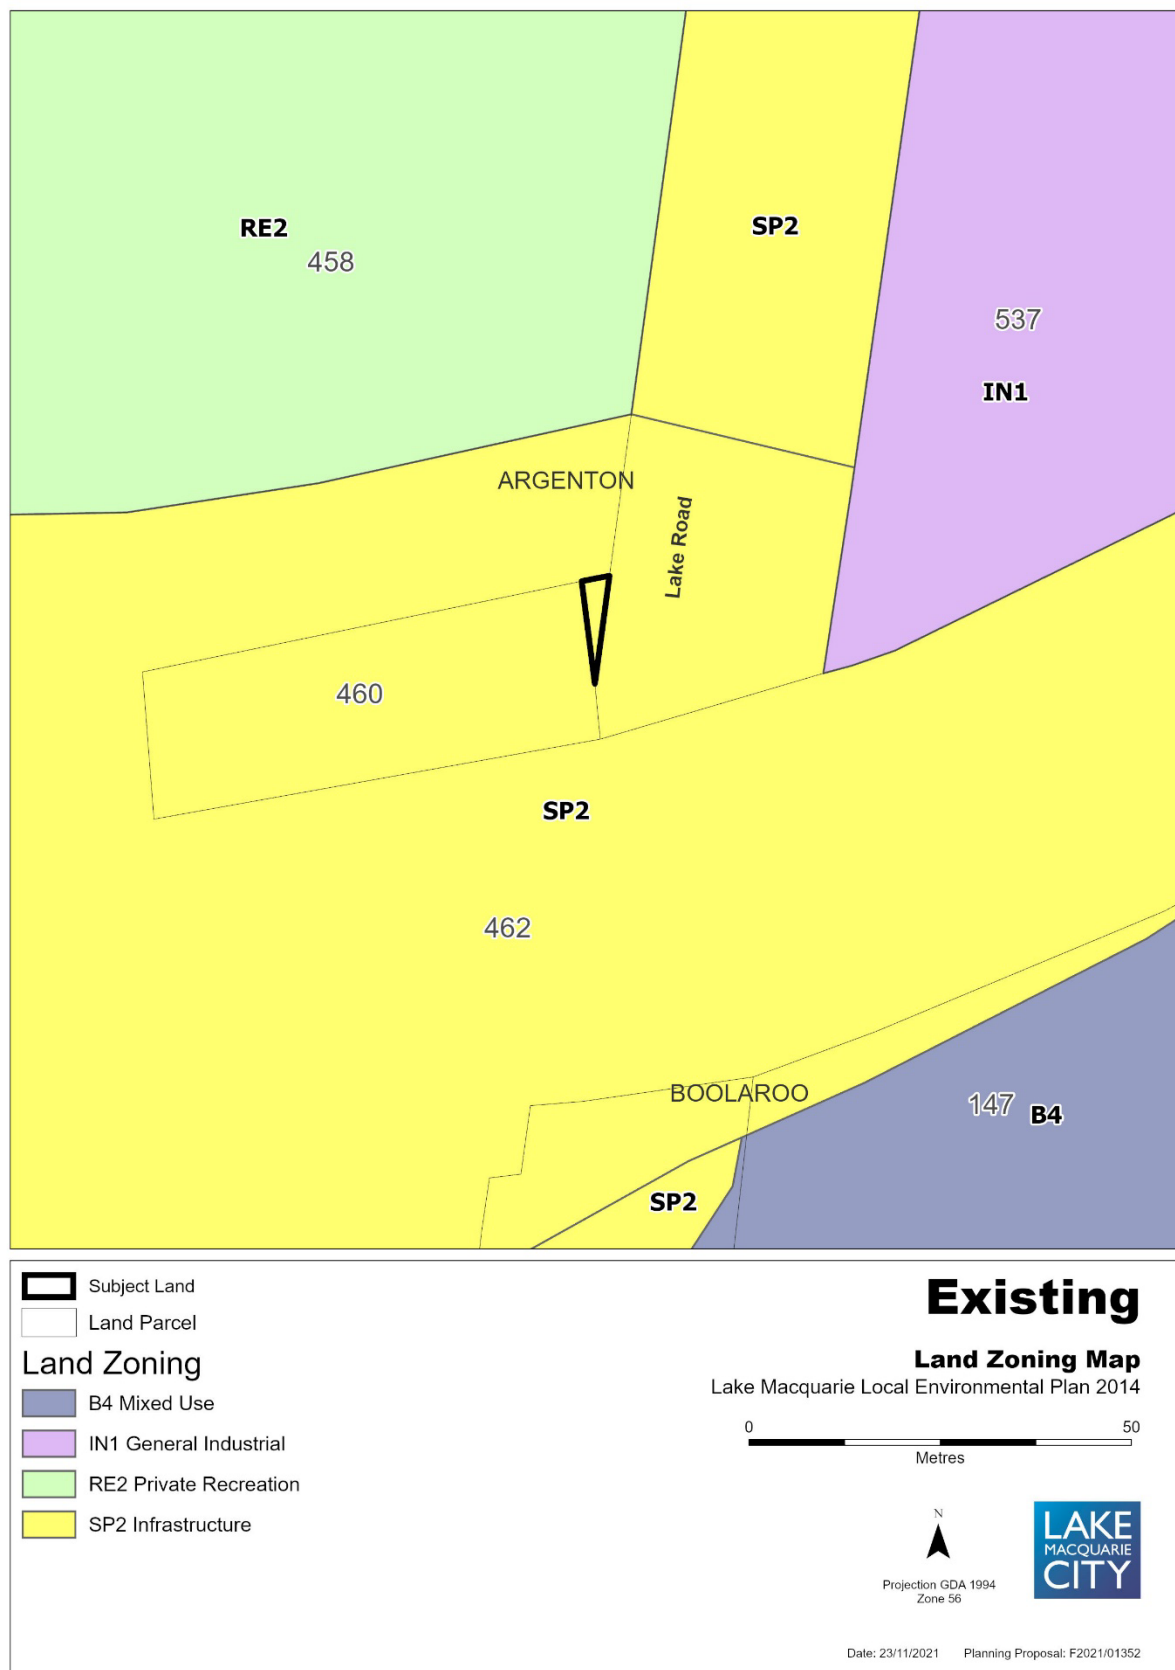 RE2
458
SP2
537
IN1
ARGENTON
Lake Road
460
SP2
462
BOOLAROO
147
B4
SP2
Subject Land
Land Parcel
Land Zoning
B4 Mixed Use
IN1 General Industrial
RE2 Private Recreation
SP2 Infrastructure
Existing
Land Zoning Map
Lake Macquarie Local Environmental Plan 2014
0 50
Metres
N
Projection GDA 1994
Zone 56
LAKE
MACQUARIE
CITY
Date: 23/11/2021 Planning Proposal: F2021/01352